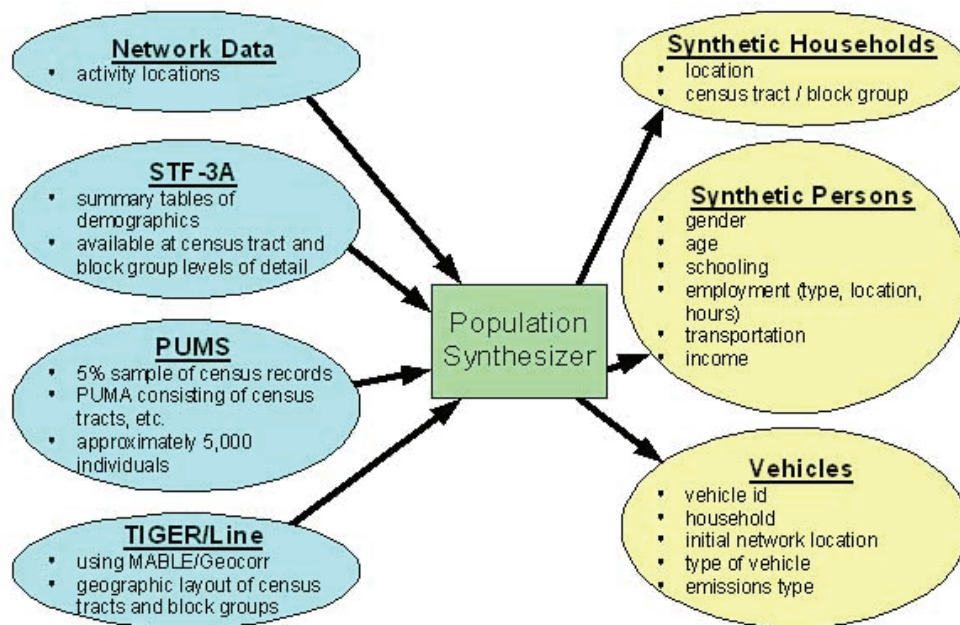 Network Data
• activity locations
STF-3A
• summary tables of
demographics
• available at census tract and
block group levels of detail
PUMS
• 5% sample of census records
• PUMA consisting of census
tracts, etc.
• approximately 5,000
individuals
TIGER/Line
• using MABLE/Geocorr
• geographic layout of census
tracts and block groups
Population
Synthesizer
Synthetic Households
• location
• census tract / block group
Synthetic Persons
• gender
• age
• schooling
• employment (type, location,
hours)
• transportation
• income
Vehicles
• vehicle id
• household
• initial network location
• type of vehicle
• emissions type